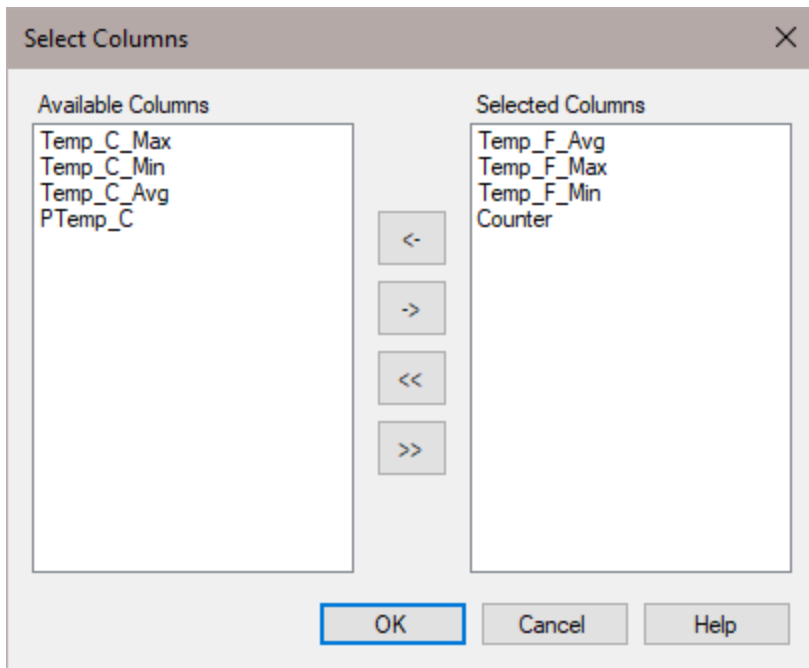 Select Columns
Available Columns
Temp_C_Max
Temp_C_Min
Temp_C_Avg
PTemp_C
<-
->
<<
>>
Selected Columns
Temp_F_Avg
Temp_F_Max
Temp_F_Min
Counter
OK
Cancel
Help